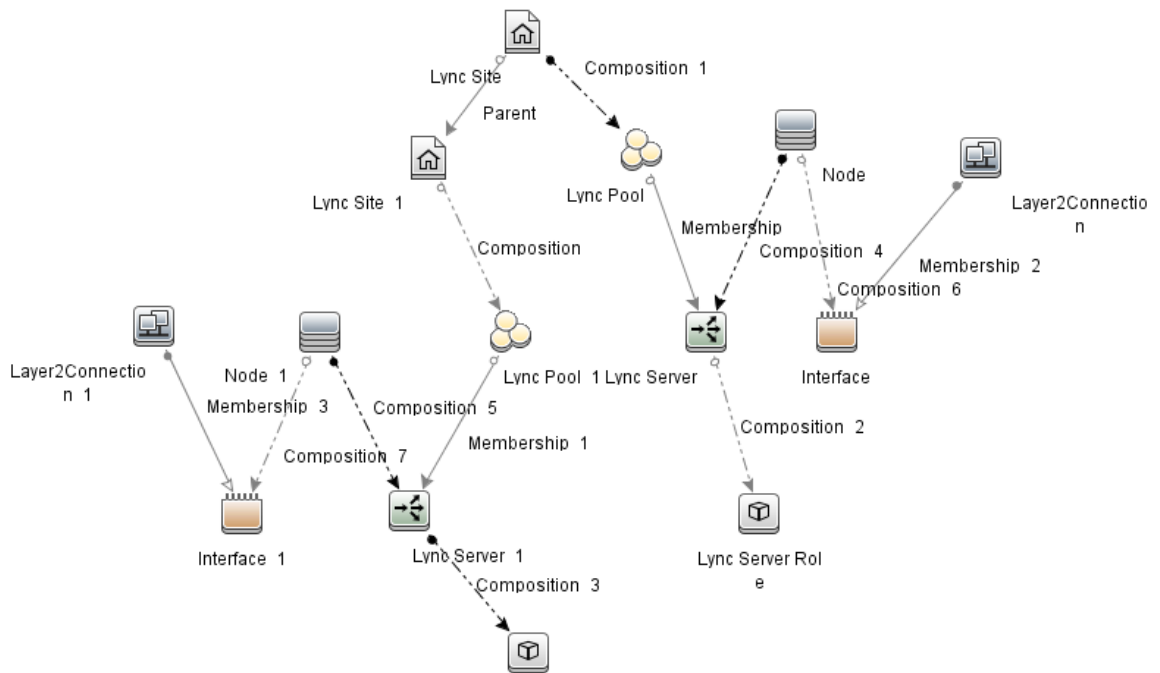 Lync Site
Composition 1
Parent
Lync Site 1
Lync Pool
Node
Layer2Connectio
n
Membership
Composition
Composition 4
Membership 2
Composition 6
Layer2Connectio
n 1
Node 1
Lync Pool 1
Lync Server
Interface
Membership 3
Composition 5
Membership 1
Composition 2
Composition 7
Interface 1
Lync Server 1
Lync Server Rol
e
Composition 3